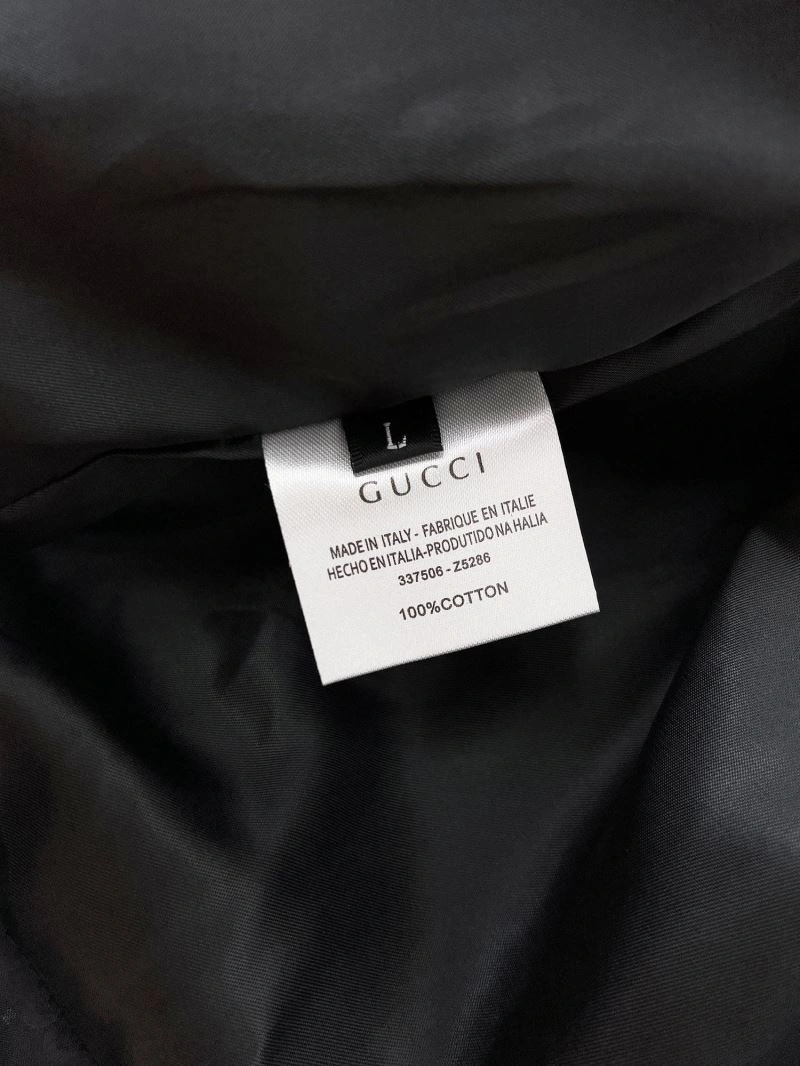 L
GUCCI
MADE IN ITALY - FABRIQUE EN ITALIE
HECHO EN ITALIA-PRODUTIDO NA HALIA
337506 - Z5286
100%COTTON